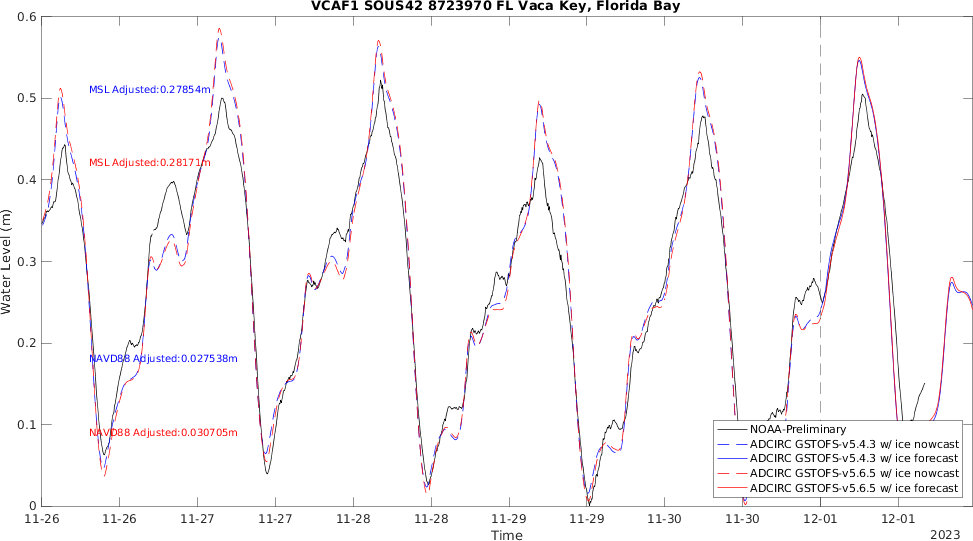 VCAF1 SOUS42 8723970 FL Vaca Key, Florida Bay
0.6
0.5
0.4
0.3
0.2
0.1
0
Water Level (m)
MSL Adjusted:0.27854m
MSL Adjusted:0.28171m
NAVD88 Adjusted:0.027538m
NAVD88 Adjusted:0.030705m
NOAA-Preliminary
ADCIRC GSTOFS-v5.4.3 w/ ice nowcast
ADCIRC GSTOFS-v5.4.3 w/ ice forecast
ADCIRC GSTOFS-v5.6.5 w/ ice nowcast
ADCIRC GSTOFS-v5.6.5 w/ ice forecast
11-26 11-26 11-27 11-27 11-28 11-28 11-29 11-29 11-30 11-30 12-01 12-01
Time
2023